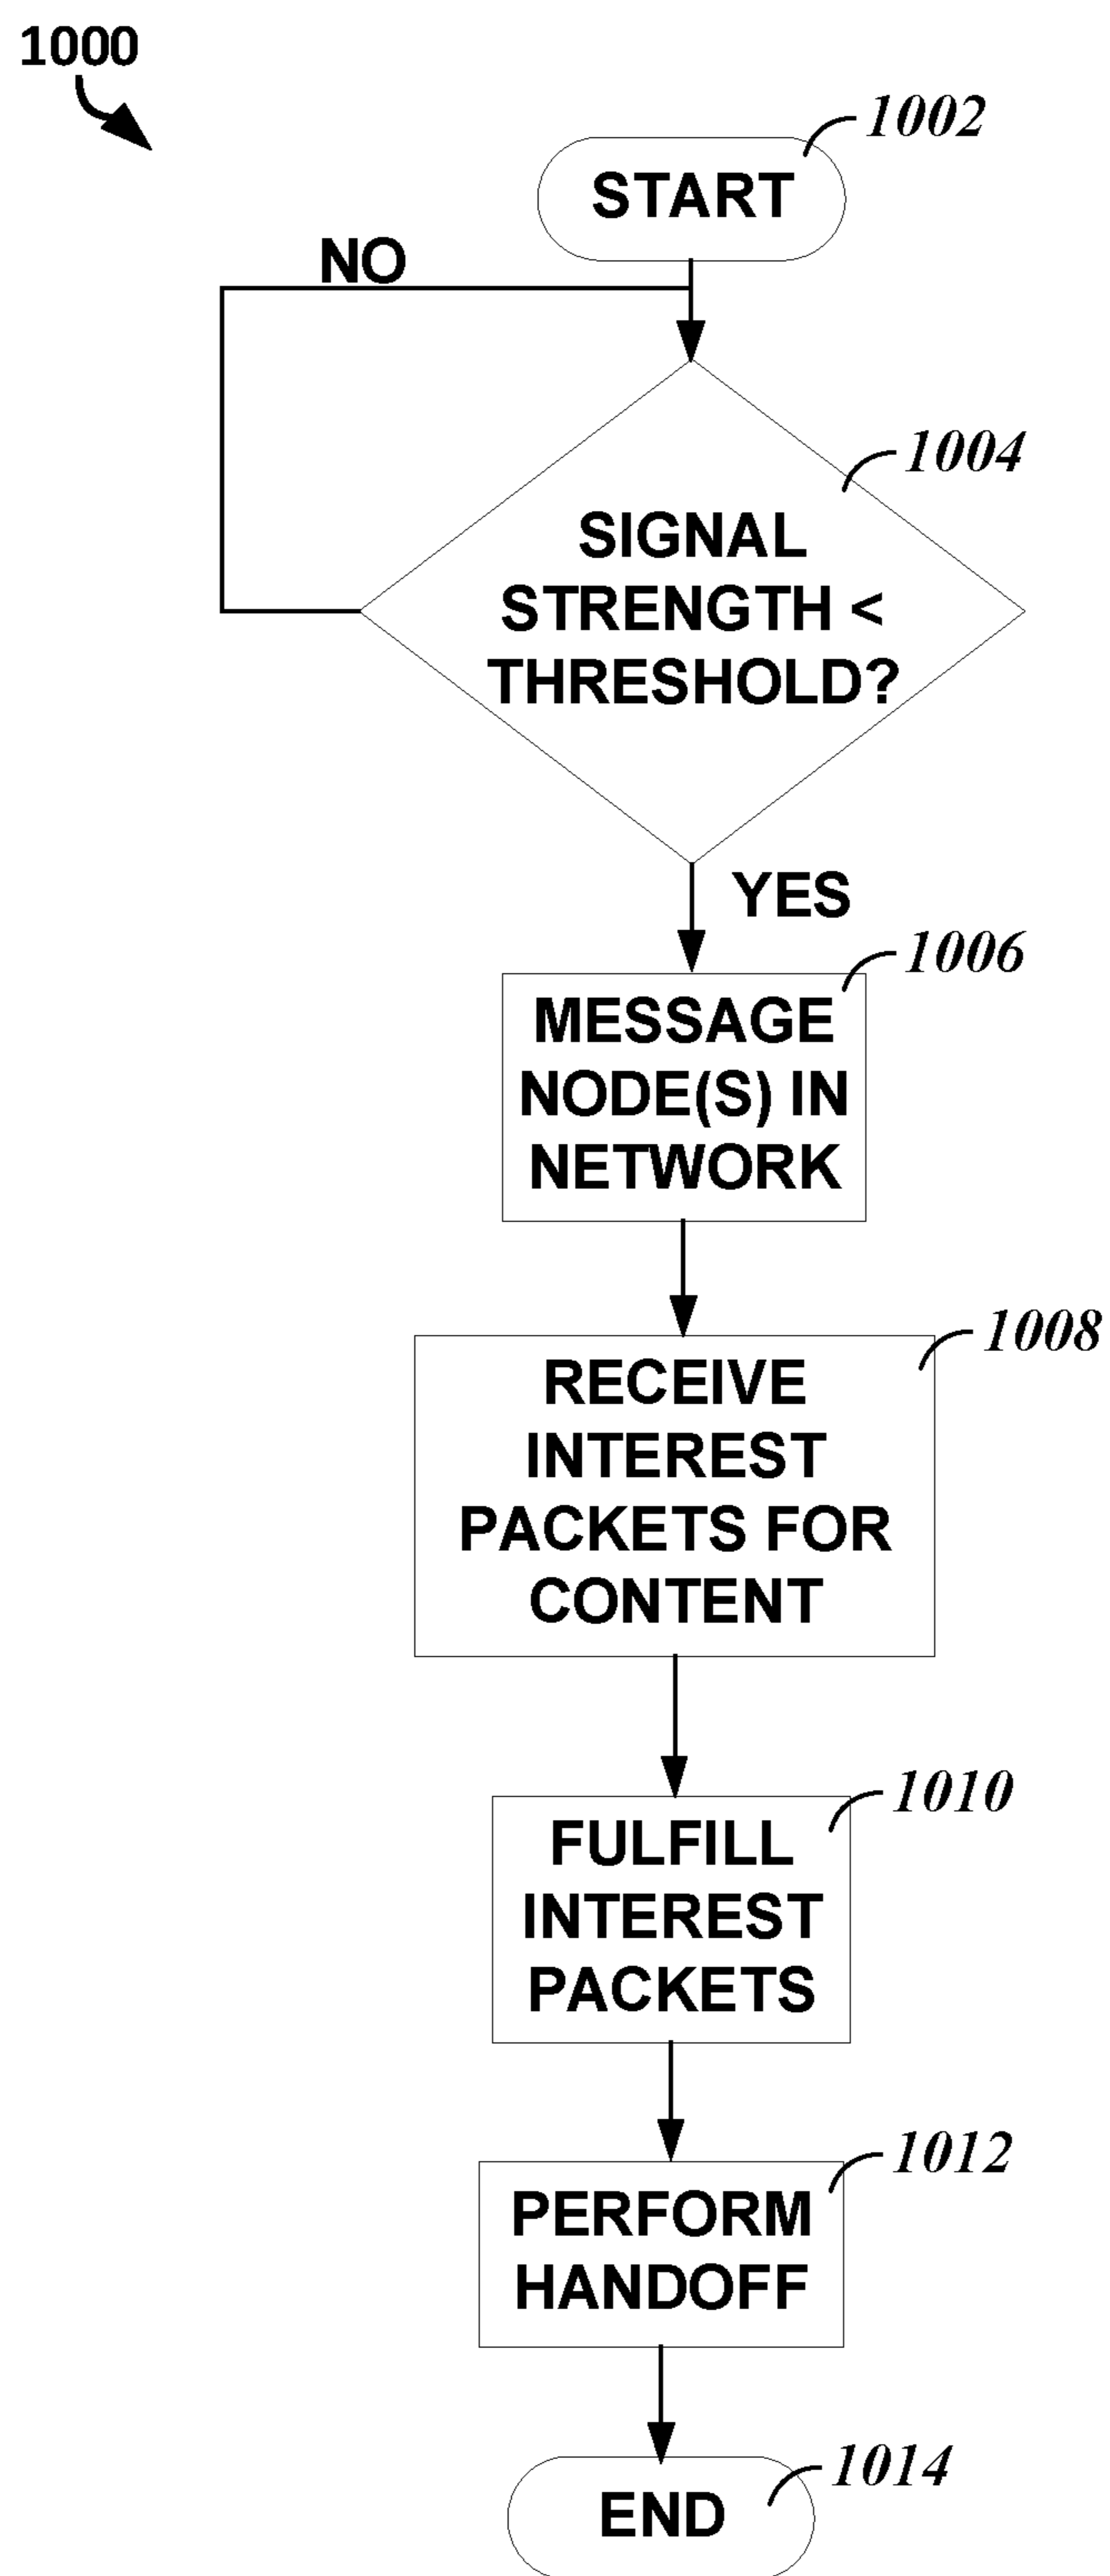 1000
1002
START
NO
1004
SIGNAL
STRENGTH <
THRESHOLD?
YES
1006
MESSAGE
NODE(S) IN
NETWORK
1008
RECEIVE
INTEREST
PACKETS FOR
CONTENT
1010
FULFILL
INTEREST
PACKETS
1012
PERFORM
HANDOFF
1014
END